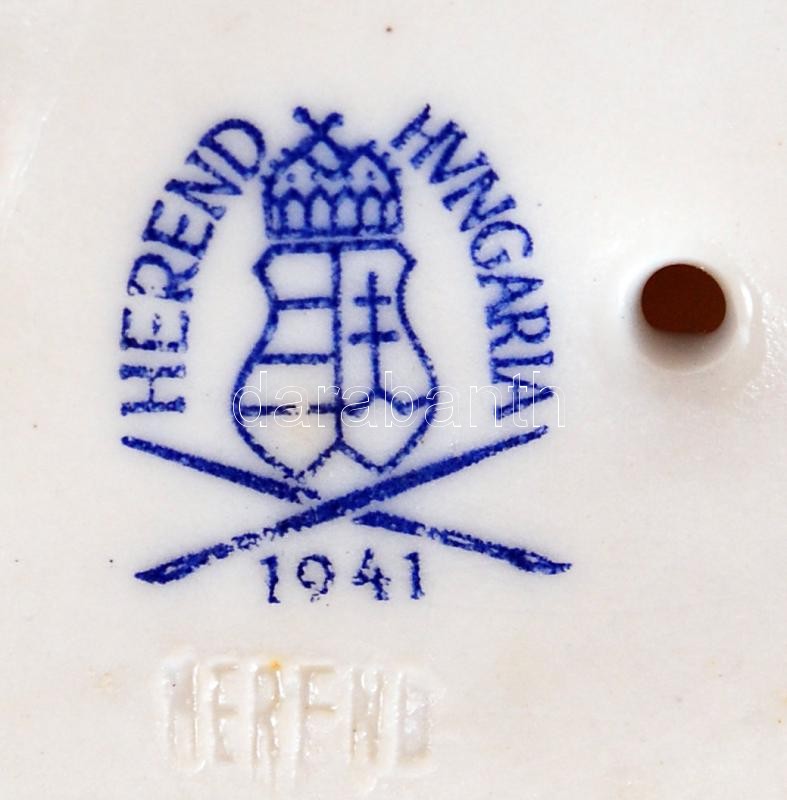 HEREND HVNGARIA
darabanth
1941
HEREND